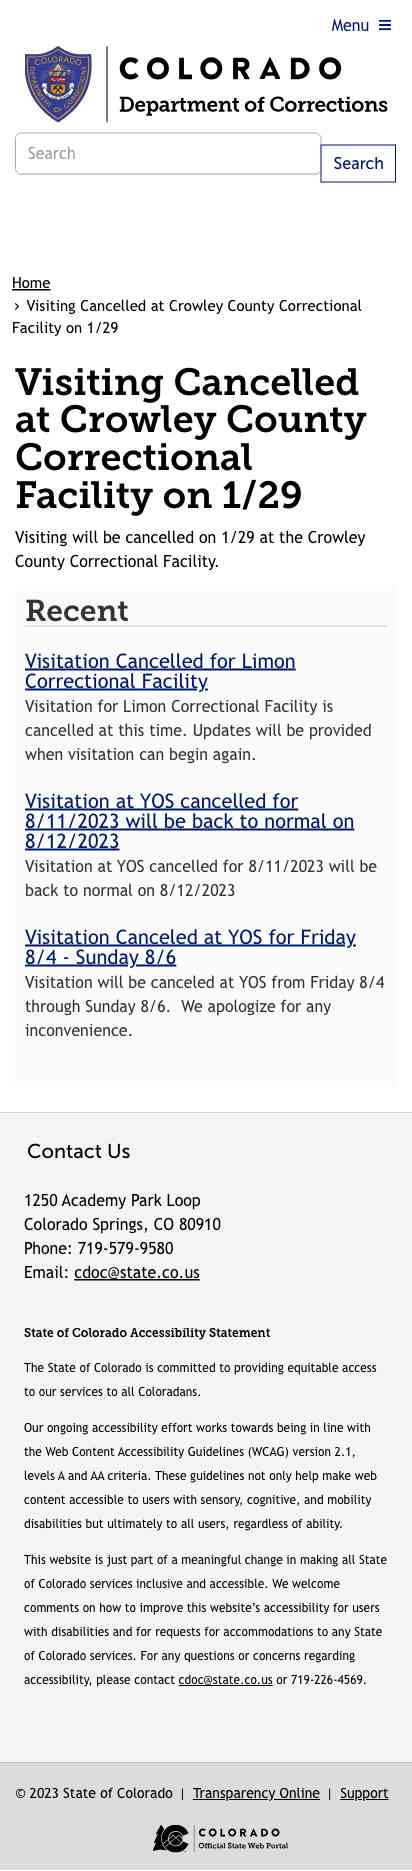 Menu
COLORADO
Department of Corrections
Search
Search
Home
› Visiting Cancelled at Crowley County Correctional
Facility on 1/29
Visiting Cancelled
at Crowley County
Correctional
Facility on 1/29
Visiting will be cancelled on 1/29 at the Crowley
County Correctional Facility.
Recent
Visitation Cancelled for Limon
Correctional Facility
Visitation for Limon Correctional Facility is
cancelled at this time. Updates will be provided
when visitation can begin again.
Visitation at YOS cancelled for
8/11/2023 will be back to normal on
8/12/2023
Visitation at YOS cancelled for 8/11/2023 will be
back to normal on 8/12/2023
Visitation Canceled at YOS for Friday
8/4 - Sunday 8/6
Visitation will be canceled at YOS from Friday 8/4
through Sunday 8/6.  We apologize for any
inconvenience.
Contact Us
1250 Academy Park Loop
Colorado Springs, CO 80910
Phone: 719-579-9580
Email: cdoc@state.co.us
State of Colorado Accessibility Statement
The State of Colorado is committed to providing equitable access
to our services to all Coloradans.
Our ongoing accessibility effort works towards being in line with
the Web Content Accessibility Guidelines (WCAG) version 2.1,
levels A and AA criteria. These guidelines not only help make web
content accessible to users with sensory, cognitive, and mobility
disabilities but ultimately to all users, regardless of ability.
This website is just part of a meaningful change in making all State
of Colorado services inclusive and accessible. We welcome
comments on how to improve this website's accessibility for users
with disabilities and for requests for accommodations to any State
of Colorado services. For any questions or concerns regarding
accessibility, please contact cdoc@state.co.us or 719-226-4569.
© 2023 State of Colorado | Transparency Online | Support
COLORADO
Official State Web Portal